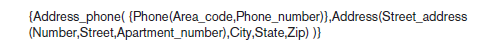 {Address_phone( {Phone(Area_code,Phone_number)},Address(Street_address
(Number,Street,Apartment_number),City,State,Zip) )}